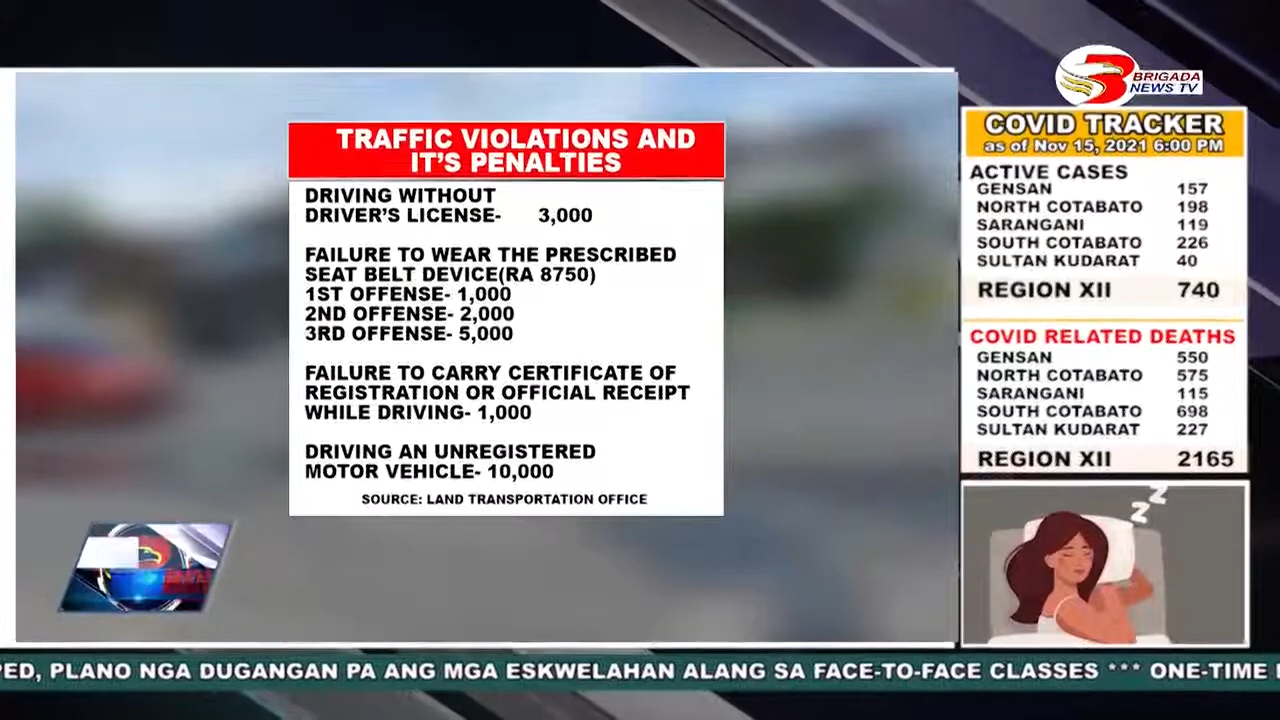 BRIGADA
NEWS TV
TRAFFIC VIOLATIONS AND
IT'S PENALTIES
DRIVING WITHOUT
DRIVER'S LICENSE- 3,000
FAILURE TO WEAR THE PRESCRIBED
SEAT BELT DEVICE(RA 8750)
1ST OFFENSE- 1,000
2ND OFFENSE- 2,000
3RD OFFENSE- 5,000
FAILURE TO CARRY CERTIFICATE OF
REGISTRATION OR OFFICIAL RECEIPT
WHILE DRIVING- 1,000
DRIVING AN UNREGISTERED
MOTOR VEHICLE- 10,000
SOURCE: LAND TRANSPORTATION OFFICE
COVID TRACKER
as of Nov 15, 2021 6:00 PM
ACTIVE CASES
GENSAN 157
NORTH COTABATO 198
SARANGANI 119
SOUTH COTABATO 226
SULTAN KUDARAT 40
REGION XII 740
COVID RELATED DEATHS
GENSAN 550
NORTH COTABATO 575
SARANGANI 115
SOUTH COTABATO 698
SULTAN KUDARAT 227
REGION XII 2165
Z Z
PED, PLANO NGA DUGANGAN PA ANG MGA ESKWELAHAN ALANG SA FACE-TO-FACE CLASSES *** ONE-TIME